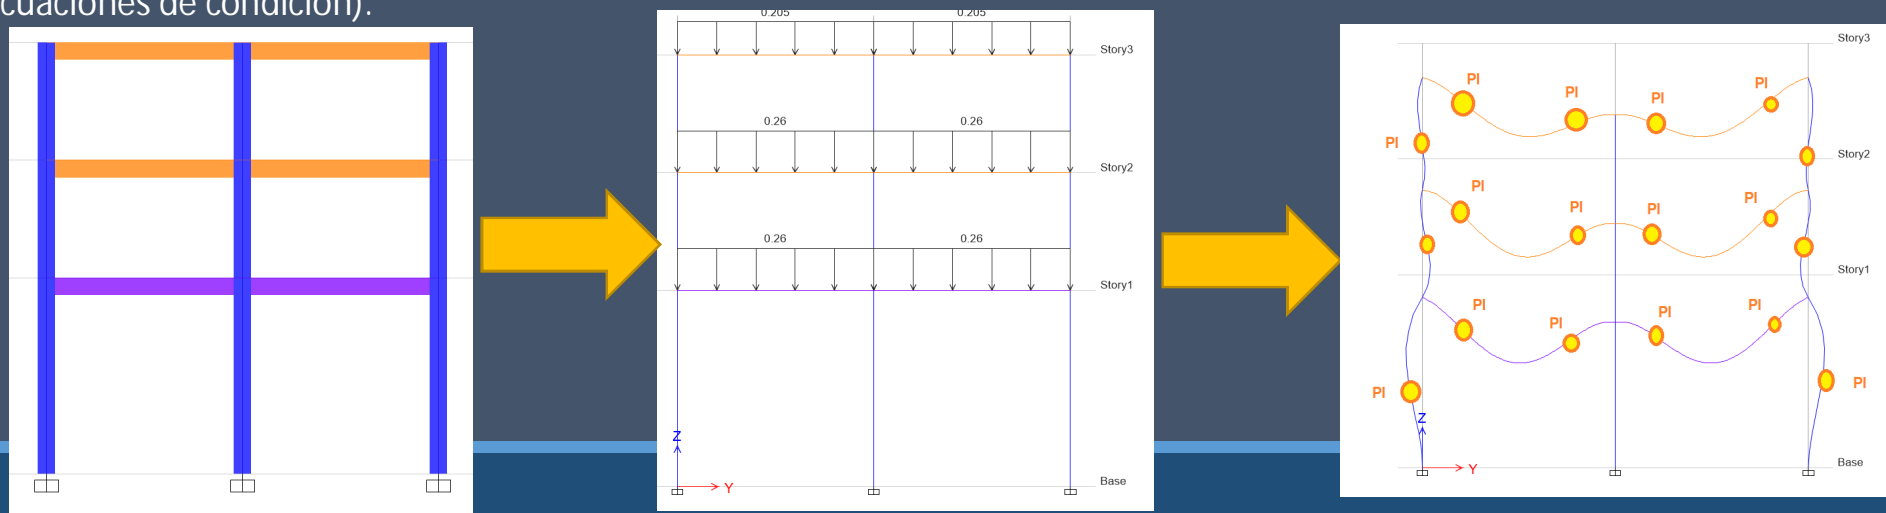 cuaciones de condición).
0.205 0.205
Story3
0.26 0.26
Story2
0.26 0.26
Story1
Z
Y
Base
Story3
PI
PI
PI
PI
PI
Story2
PI
PI
PI
PI
Story1
PI
PI
PI
PI
PI
PI
Z
Y
Base